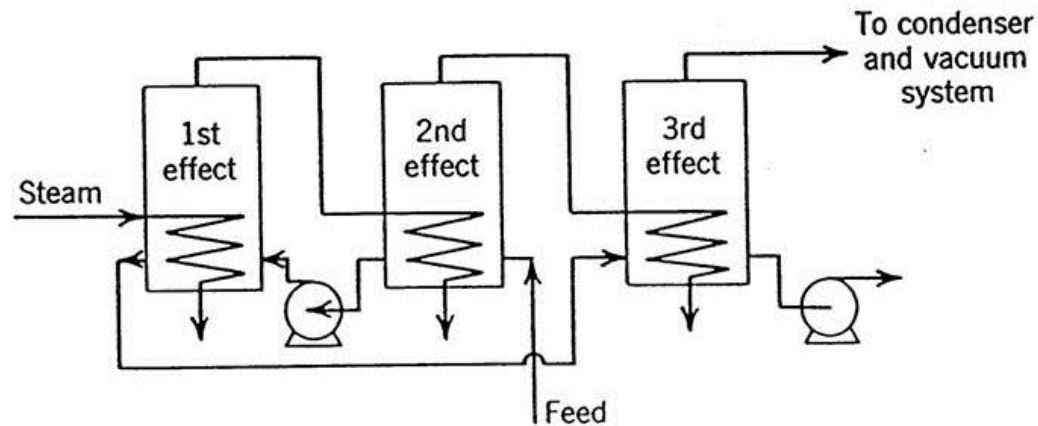 To condenser
and vacuum
system
1st
effect
2nd
effect
3rd
effect
Steam
Feed